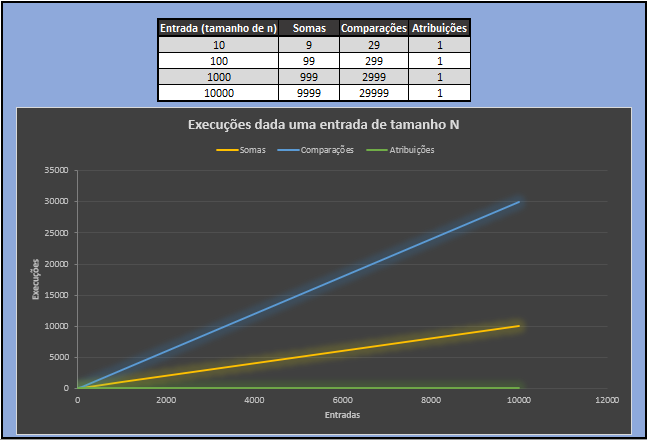 Entrada (tamanho de n) Somas Comparações Atribuições
10 9 29 1
100 99 299 1
1000 999 2999 1
10000 9999 29999 1
Execuções dada uma entrada de tamanho N
Somas Comparações Atribuições
35000
30000
25000
20000
15000
10000
5000
0
Execuções
0 2000 4000 6000 8000 10000 12000
Entradas